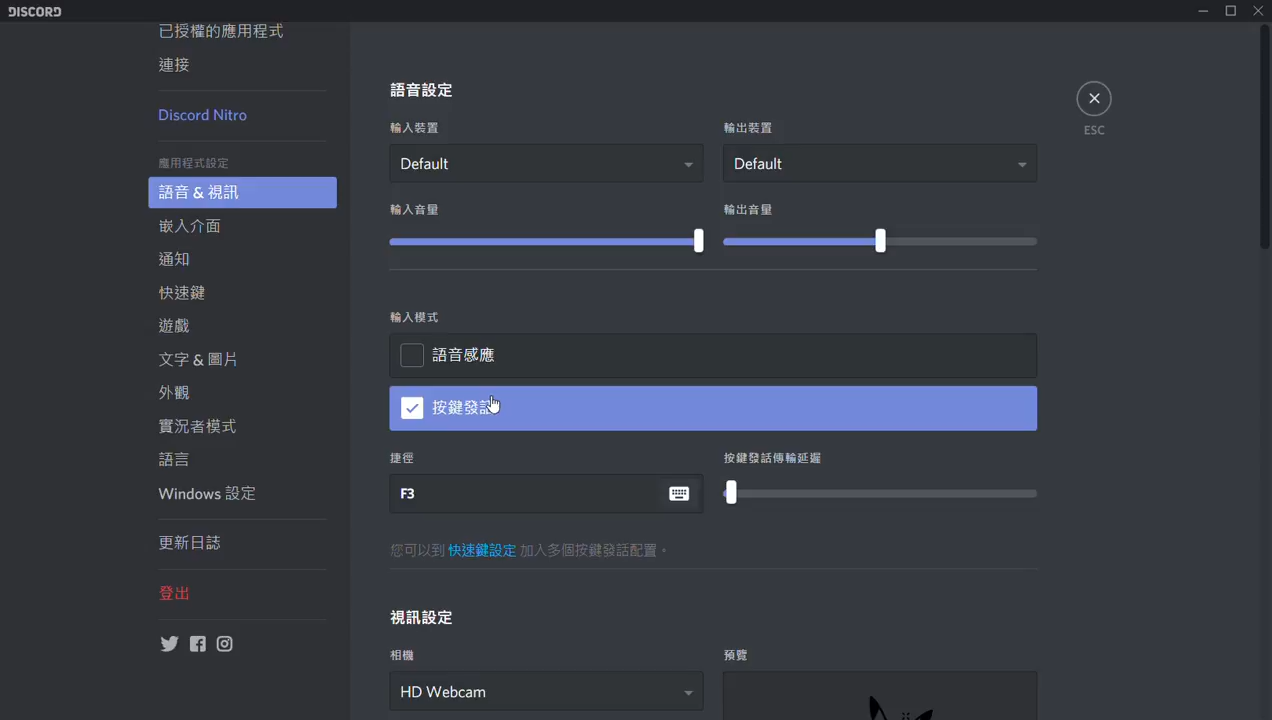 DISCORD
已授權的應用程式
連接
Discord Nitro
應用程式設定
語音 & 視訊
嵌入介面
通知
快速鍵
遊戲
文字 & 圖片
外觀
實況者模式
語言
Windows 設定
更新日誌
登出
語音設定
ESC
輸入裝置
輸出裝置
Default
Default
輸入音量
輸出音量
輸入模式
語音感應
按鍵發話
捷徑
按鍵發話傳輸延遲
F3
您可以到 快速鍵設定 加入多個按鍵發話配置。
視訊設定
相機
預覽
HD Webcam